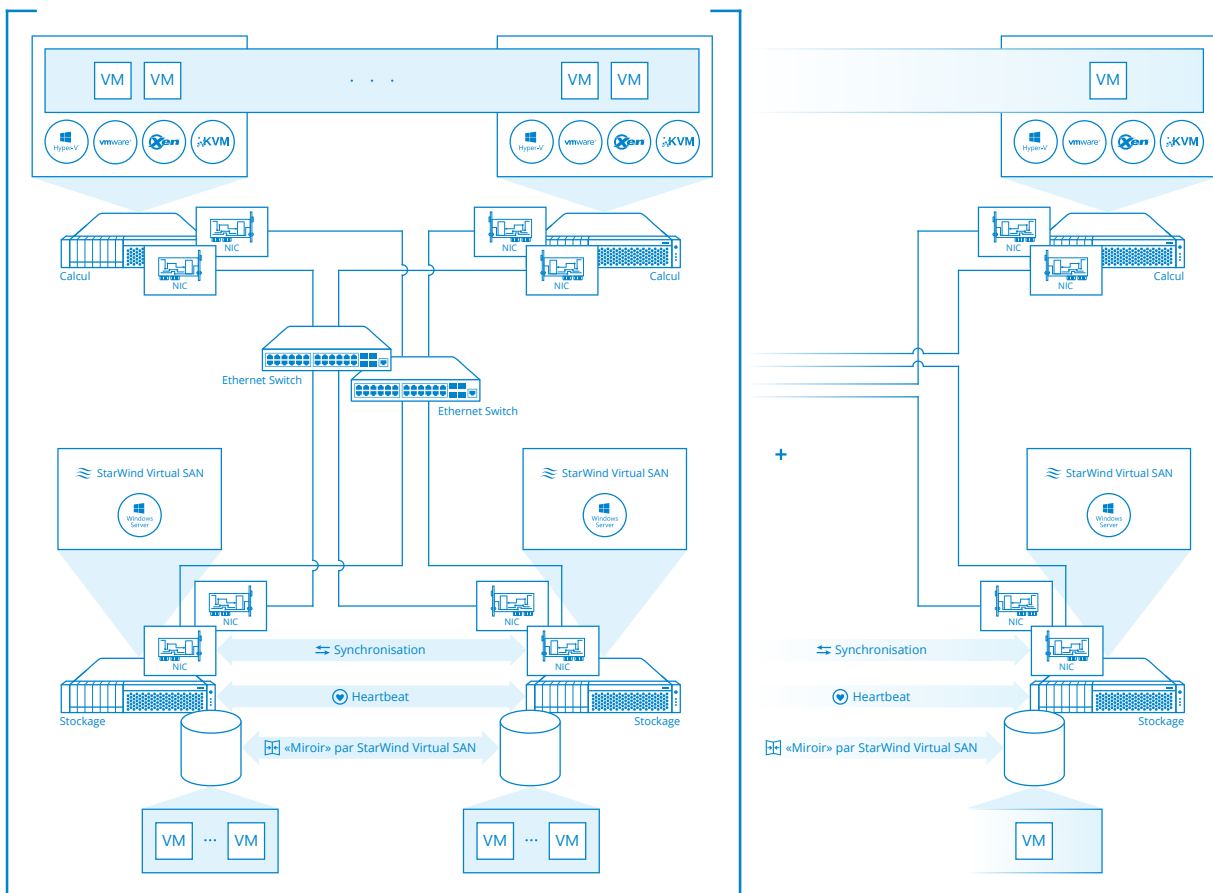 VM VM . . . VM VM VM
Hyper-V vmware Xen KVM Hyper-V vmware Xen KVM Hyper-V vmware Xen KVM
NIC NIC NIC
Calcul NIC NIC Calcul NIC Calcul
Ethernet Switch
Ethernet Switch
+
StarWind Virtual SAN StarWind Virtual SAN StarWind Virtual SAN
Windows Windows Windows
Server Server Server
NIC NIC NIC
Synchronisation Synchronisation
NIC NIC NIC
Heartbeat Heartbeat
Stockage Stockage Stockage
«Miroir» par StarWind Virtual SAN «Miroir» par StarWind Virtual SAN
VM ... VM VM ... VM VM